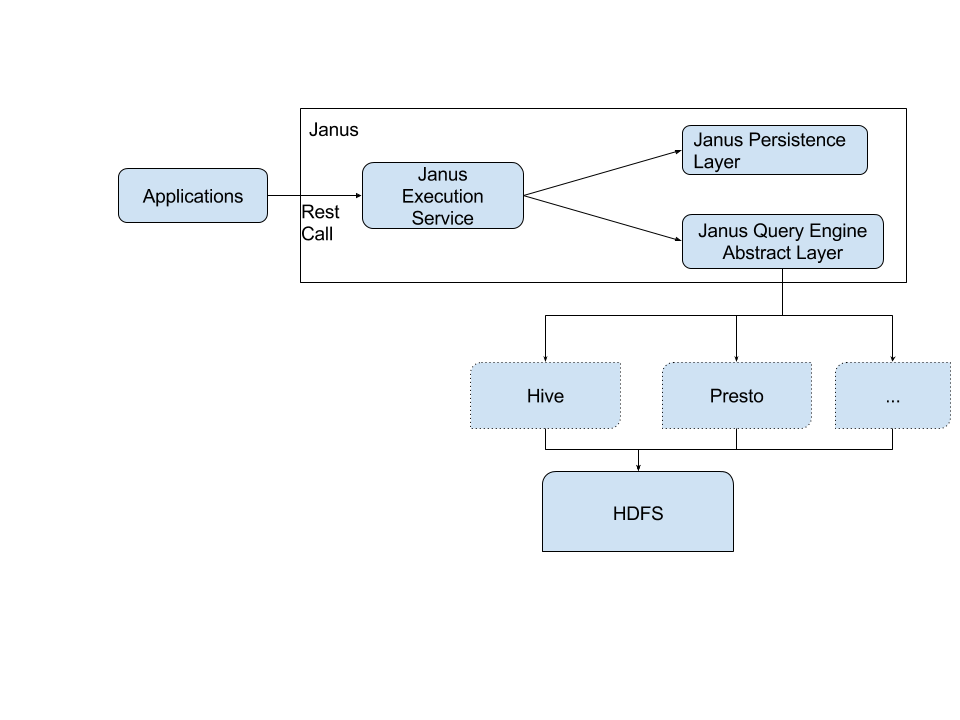 Janus
Applications
Rest
Call
Janus
Execution
Service
Janus Persistence
Layer
Janus Query Engine
Abstract Layer
Hive
Presto
...
HDFS